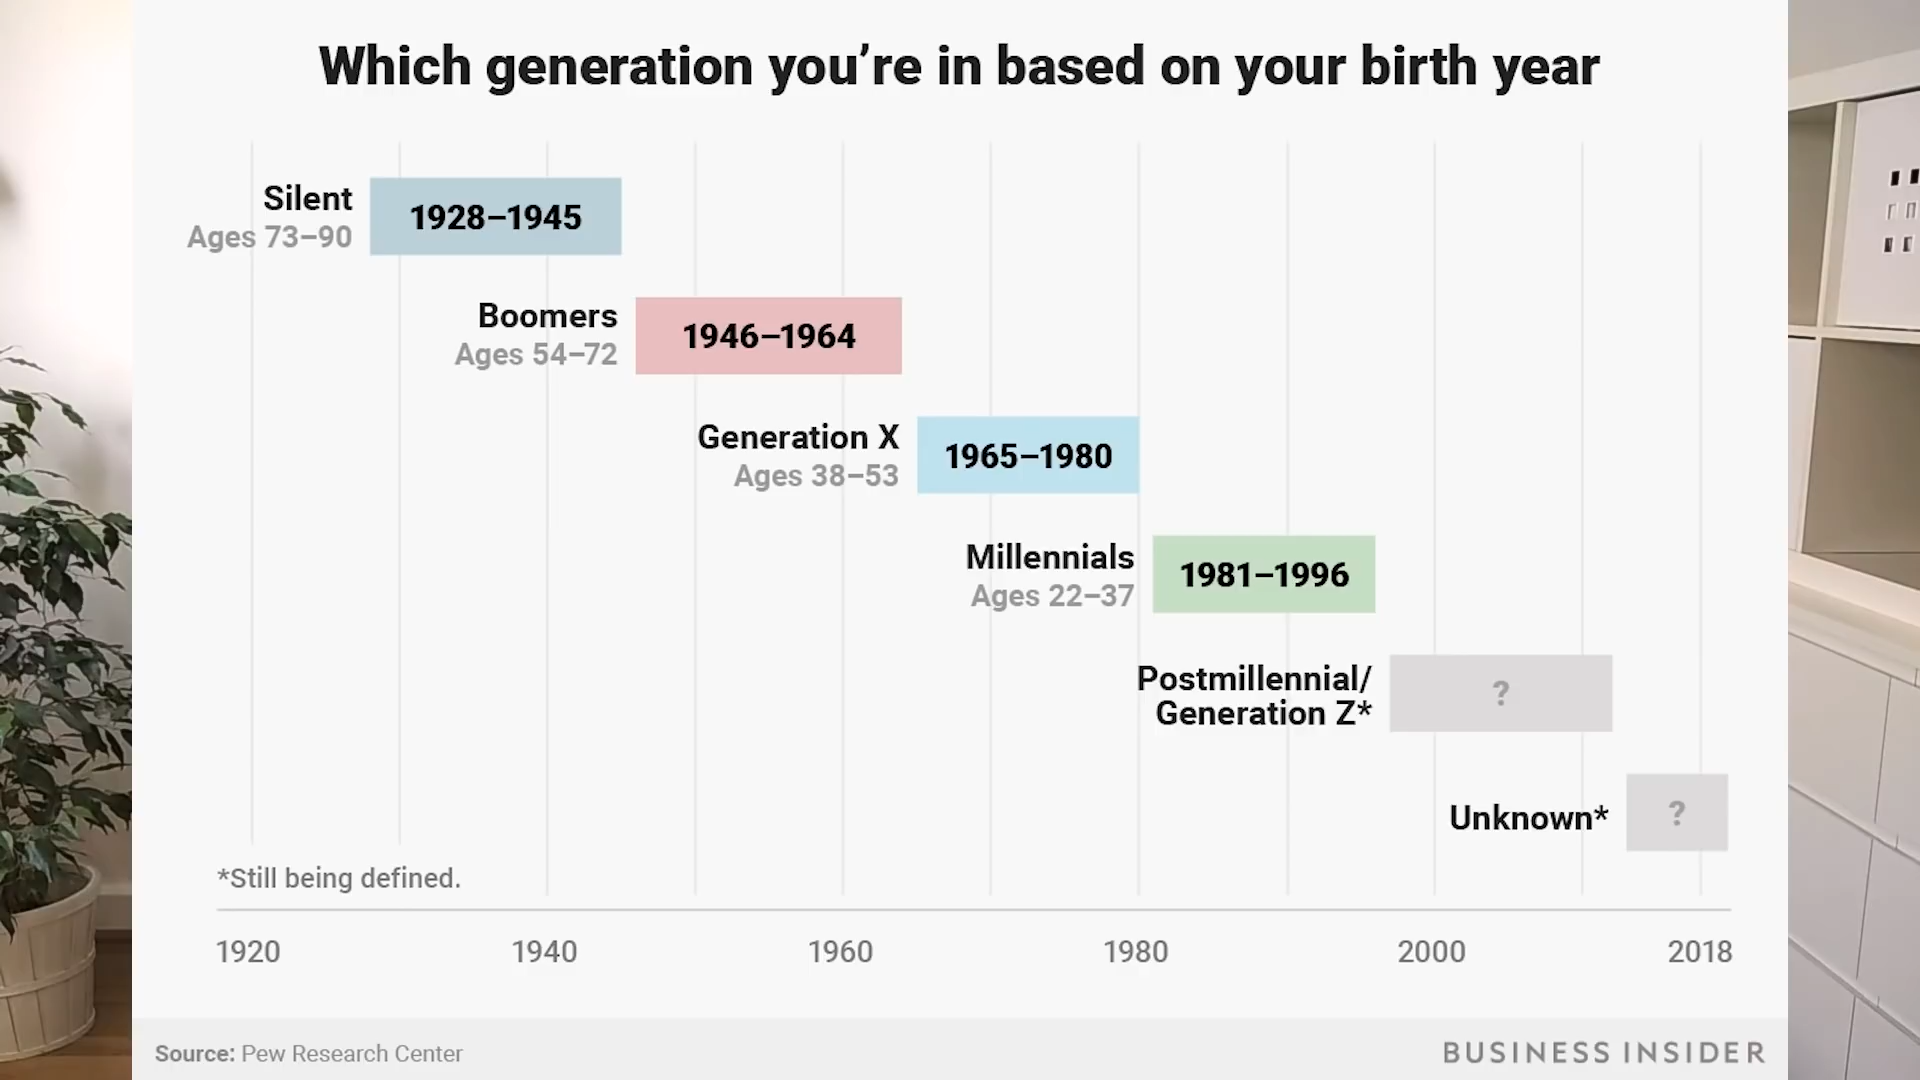 Which generation you’re in based on your birth year
Silent
Ages 73–90
1928–1945
Boomers
Ages 54–72
1946–1964
Generation X
Ages 38–53
1965–1980
Millennials
Ages 22–37
1981–1996
Postmillennial/
Generation Z*
?
Unknown*
?
*Still being defined.
1920 1940 1960 1980 2000 2018
Source: Pew Research Center
BUSINESS INSIDER